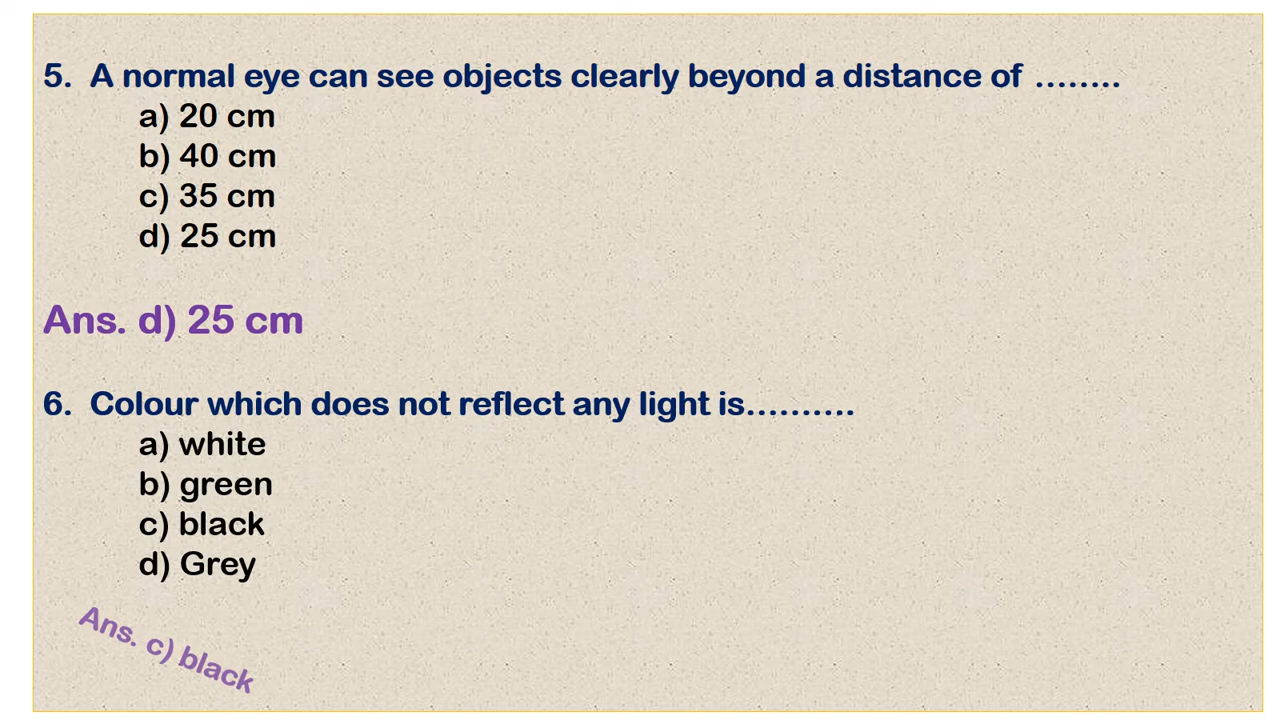 5. A normal eye can see objects clearly beyond a distance of ........
a) 20 cm
b) 40 cm
c) 35 cm
d) 25 cm
Ans. d) 25 cm
6. Colour which does not reflect any light is..........
a) white
b) green
c) black
d) Grey
Ans. c) black